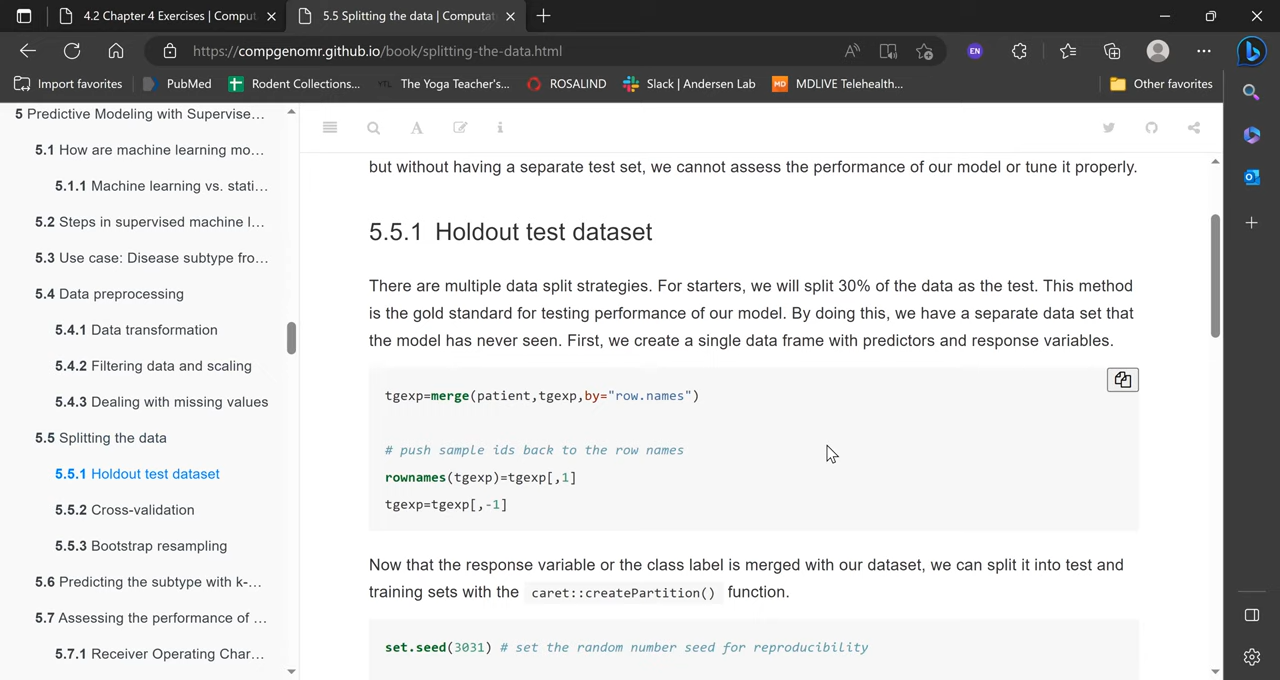 4.2 Chapter 4 Exercises | Comput
5.5 Splitting the data | Computat
https://compgenomr.github.io/book/splitting-the-data.html
EN
Import favorites
PubMed
Rodent Collections...
YTL The Yoga Teacher's...
ROSALIND
Slack | Andersen Lab
MD MDLIVE Telehealth...
Other favorites
5 Predictive Modeling with Supervise...
5.1 How are machine learning mo...
5.1.1 Machine learning vs. stati...
5.2 Steps in supervised machine l...
5.3 Use case: Disease subtype fro...
5.4 Data preprocessing
5.4.1 Data transformation
5.4.2 Filtering data and scaling
5.4.3 Dealing with missing values
5.5 Splitting the data
5.5.1 Holdout test dataset
5.5.2 Cross-validation
5.5.3 Bootstrap resampling
5.6 Predicting the subtype with k-...
5.7 Assessing the performance of ...
5.7.1 Receiver Operating Char...
but without having a separate test set, we cannot assess the performance of our model or tune it properly.
5.5.1 Holdout test dataset
There are multiple data split strategies. For starters, we will split 30% of the data as the test. This method
is the gold standard for testing performance of our model. By doing this, we have a separate data set that
the model has never seen. First, we create a single data frame with predictors and response variables.
tgexp=merge(patient,tgexp,by="row.names")
# push sample ids back to the row names
rownames(tgexp)=tgexp[,1]
tgexp=tgexp[,-1]
Now that the response variable or the class label is merged with our dataset, we can split it into test and
training sets with the caret::createPartition() function.
set.seed(3031) # set the random number seed for reproducibility